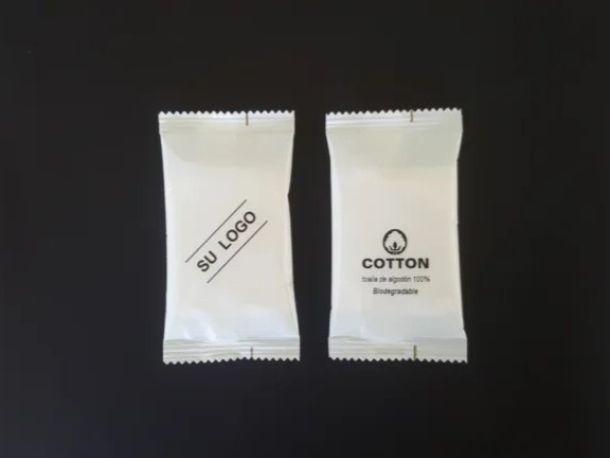 SU LOGO
COTTON
toalla de algodón 100%
Biodegradable